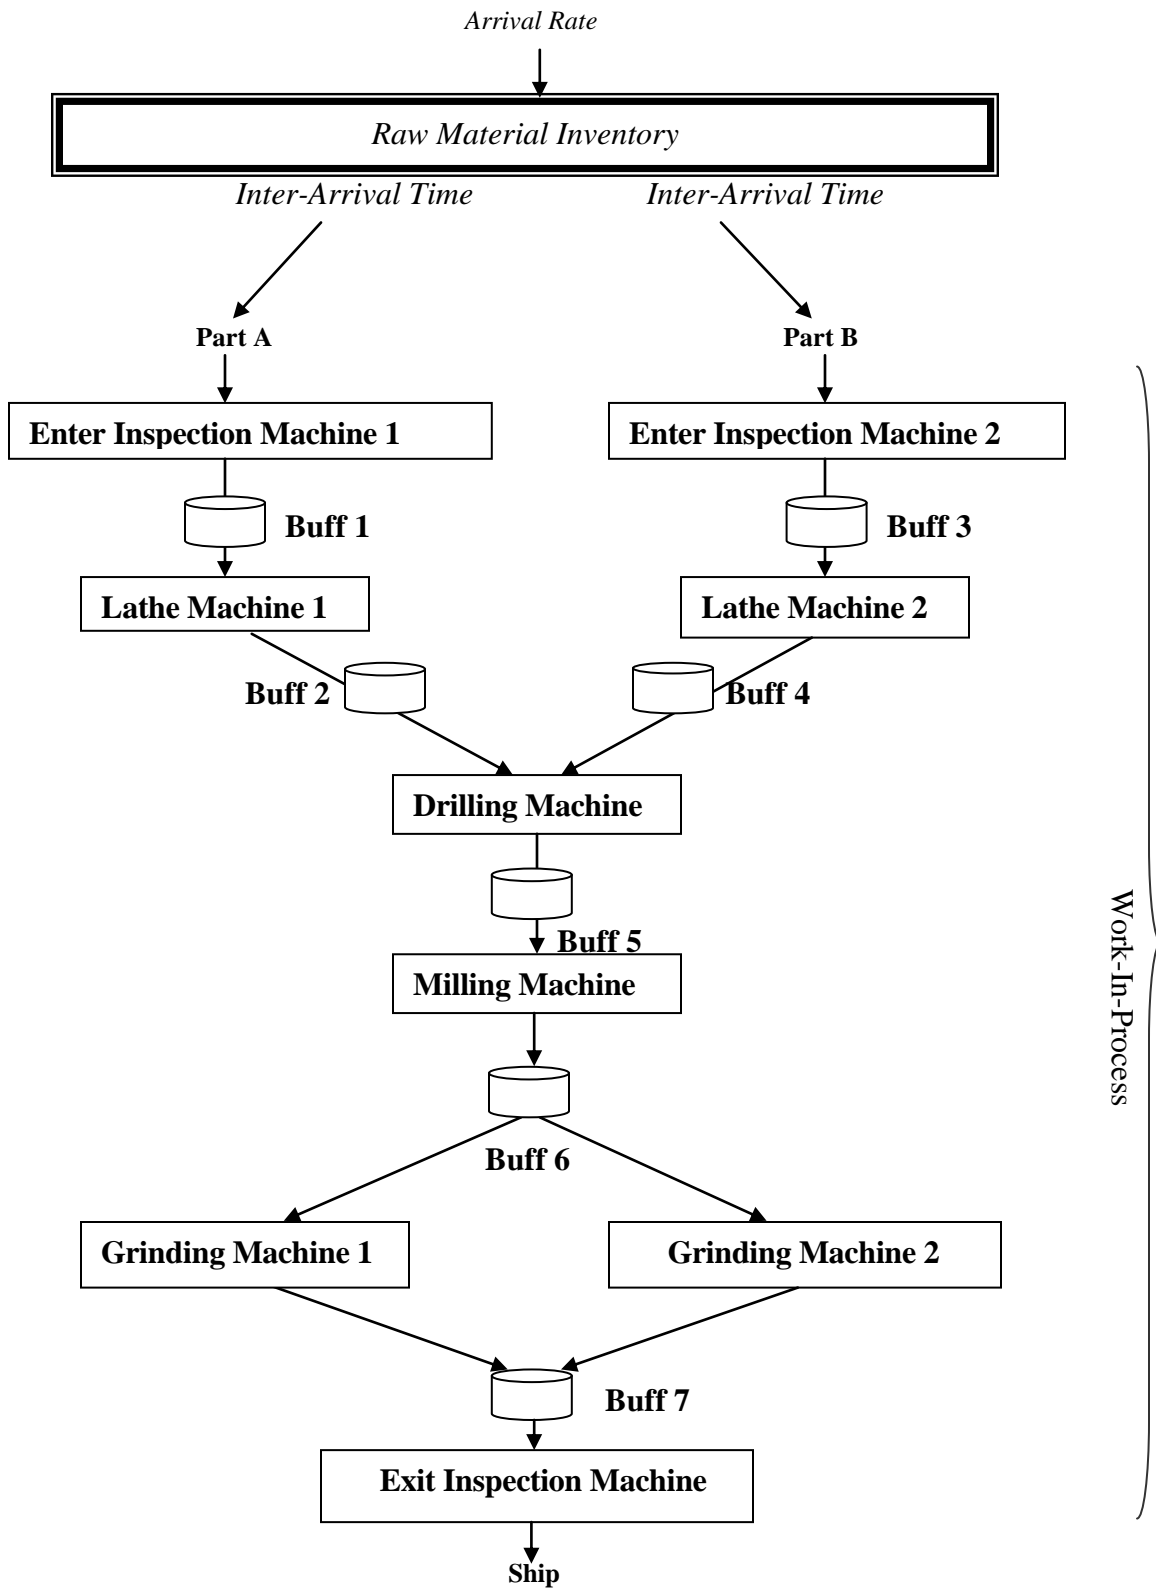 Arrival Rate
Raw Material Inventory
Inter-Arrival Time
Inter-Arrival Time
Part A
Part B
Enter Inspection Machine 1
Enter Inspection Machine 2
Buff 1
Buff 3
Lathe Machine 1
Lathe Machine 2
Buff 2
Buff 4
Drilling Machine
Buff 5
Milling Machine
Work-In-Process
Buff 6
Grinding Machine 1
Grinding Machine 2
Buff 7
Exit Inspection Machine
Ship